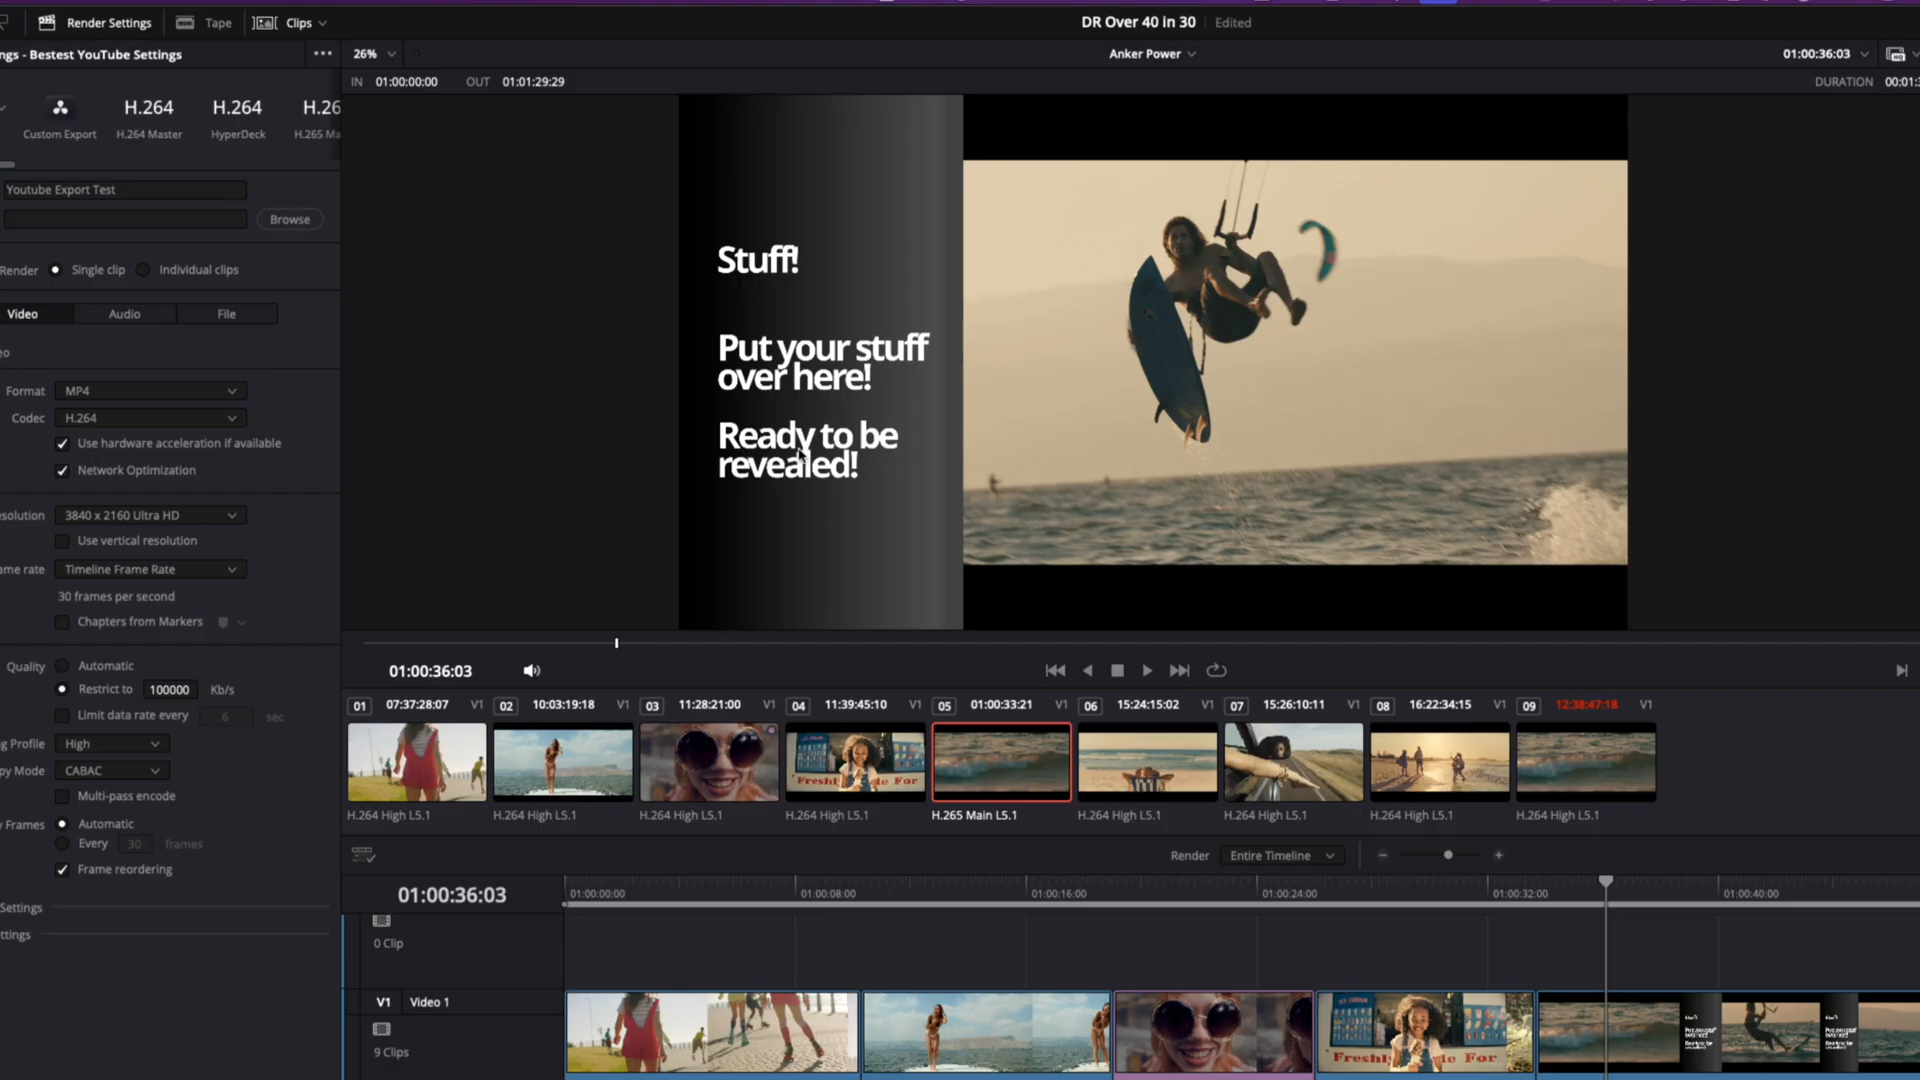 Render Settings
Tape
Clips
DR Over 40 in 30
Edited
ngs - Bestest YouTube Settings
26%
Anker Power
01:00:36:03
IN 01:00:00:00 OUT 01:01:29:29
DURATION 00:01:3
H.264 H.264 H.26
Custom Export H.264 Master HyperDeck H.265 Ma
Youtube Export Test
Browse
Render Single clip Individual clips
Video Audio File
eo
Format MP4
Codec H.264
Use hardware acceleration if available
Network Optimization
esolution 3840 x 2160 Ultra HD
Use vertical resolution
ame rate Timeline Frame Rate
30 frames per second
Chapters from Markers
Quality Automatic
Restrict to 100000 Kb/s
Limit data rate every 6 sec
g Profile High
py Mode CABAC
Multi-pass encode
y Frames Automatic
Every 30 frames
Frame reordering
Settings
ttings
Stuff!
Put your stuff
over here!
Ready to be
revealed!
01:00:36:03
01 07:37:28:07 V1 02 10:03:19:18 V1 03 11:28:21:00 V1 04 11:39:45:10 V1 05 01:00:33:21 V1 06 15:24:15:02 V1 07 15:26:10:11 V1 08 16:22:34:15 V1 09 12:38:47:18 V1
H.264 High L5.1 H.264 High L5.1 H.264 High L5.1 H.264 High L5.1 H.265 Main L5.1 H.264 High L5.1 H.264 High L5.1 H.264 High L5.1 H.264 High L5.1
Render Entire Timeline
01:00:36:03
01:00:00:00 01:00:08:00 01:00:16:00 01:00:24:00 01:00:32:00 01:00:40:00
0 Clip
V1 Video 1
9 Clips